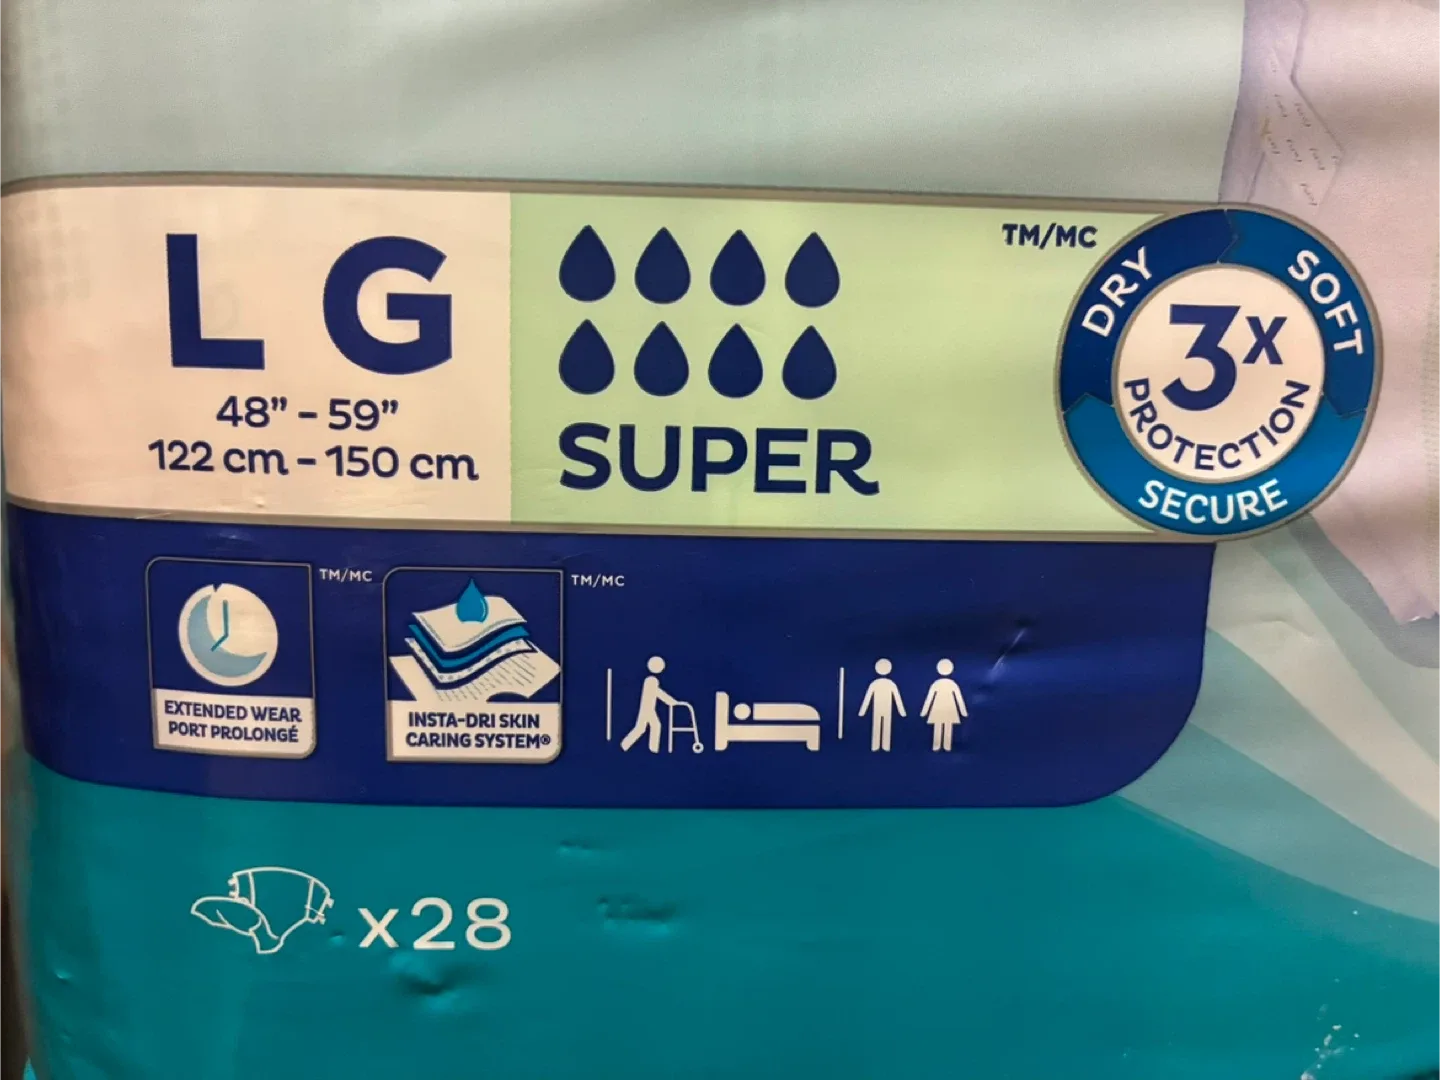 L G
48” – 59”
122 cm – 150 cm
SUPER
TM/MC
DRY
SOFT
SECURE
3X
PROTECTION
TM/MC
EXTENDED WEAR
PORT PROLONGÉ
TM/MC
INSTA-DRI SKIN
CARING SYSTEM®
x28